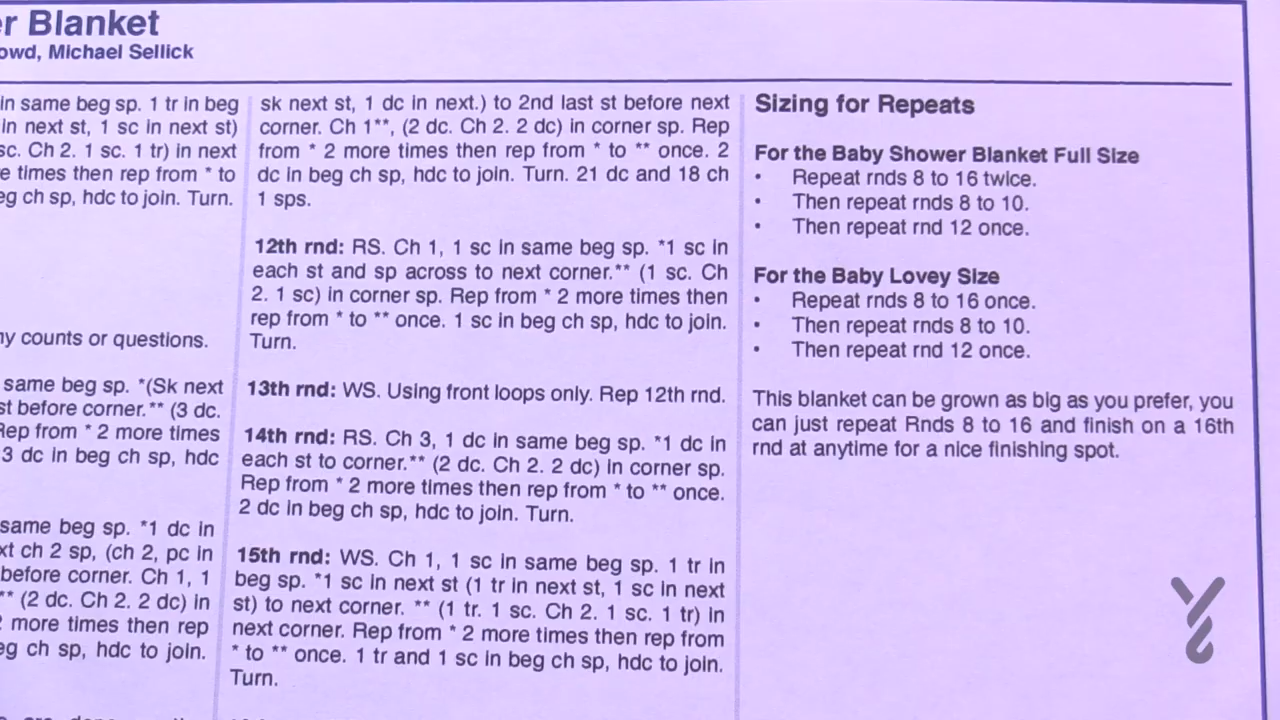 er Blanket
owd, Michael Sellick
in same beg sp. 1 tr in beg
in next st, 1 sc in next st)
sc. Ch 2. 1 sc. 1 tr) in next
e times then rep from * to
eg ch sp, hdc to join. Turn.
ny counts or questions.
same beg sp. *(Sk next
st before corner.** (3 dc.
Rep from * 2 more times
3 dc in beg ch sp, hdc
same beg sp. *1 dc in
xt ch 2 sp, (ch 2, pc in
before corner. Ch 1, 1
** (2 dc. Ch 2. 2 dc) in
2 more times then rep
eg ch sp, hdc to join.
sk next st, 1 dc in next.) to 2nd last st before next
corner. Ch 1**, (2 dc. Ch 2. 2 dc) in corner sp. Rep
from * 2 more times then rep from * to ** once. 2
dc in beg ch sp, hdc to join. Turn. 21 dc and 18 ch
1 sps.
12th rnd: RS. Ch 1, 1 sc in same beg sp. *1 sc in
each st and sp across to next corner.** (1 sc. Ch
2. 1 sc) in corner sp. Rep from * 2 more times then
rep from * to ** once. 1 sc in beg ch sp, hdc to join.
Turn.
13th rnd: WS. Using front loops only. Rep 12th rnd.
14th rnd: RS. Ch 3, 1 dc in same beg sp. *1 dc in
each st to corner.** (2 dc. Ch 2. 2 dc) in corner sp.
Rep from * 2 more times then rep from * to ** once.
2 dc in beg ch sp, hdc to join. Turn.
15th rnd: WS. Ch 1, 1 sc in same beg sp. 1 tr in
beg sp. *1 sc in next st (1 tr in next st, 1 sc in next
st) to next corner. ** (1 tr. 1 sc. Ch 2. 1 sc. 1 tr) in
next corner. Rep from * 2 more times then rep from
* to ** once. 1 tr and 1 sc in beg ch sp, hdc to join.
Turn.
Sizing for Repeats
For the Baby Shower Blanket Full Size
• Repeat rnds 8 to 16 twice.
• Then repeat rnds 8 to 10.
• Then repeat rnd 12 once.
For the Baby Lovey Size
• Repeat rnds 8 to 16 once.
• Then repeat rnds 8 to 10.
• Then repeat rnd 12 once.
This blanket can be grown as big as you prefer, you
can just repeat Rnds 8 to 16 and finish on a 16th
rnd at anytime for a nice finishing spot.